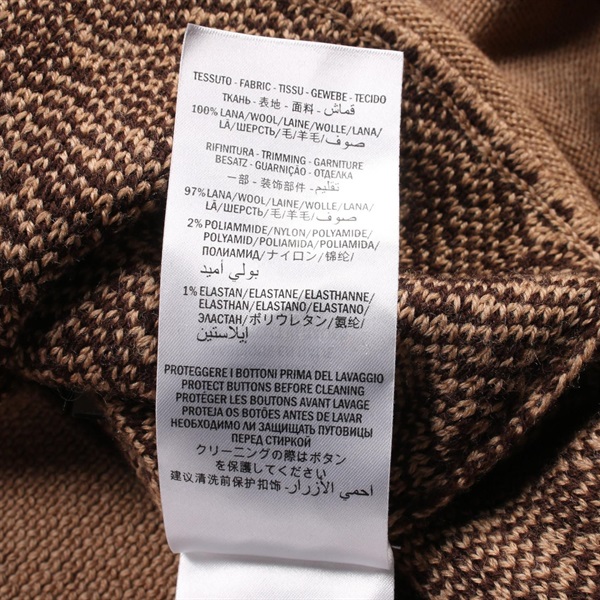 TESSUTO - FABRIC - TISSU - GEWEBE - TECIDO
ТКАНЬ - 表地 - 面料 - قماش
100% LANA/WOOL/LAINE/WOLLE/LANA/
LÃ/ШЕРСТЬ/毛/羊毛/صوف
RIFINITURA - TRIMMING - GARNITURE
BESATZ - GUARNIÇÃO - ОТДЕЛКА
一部 - 装饰部件 - تقليم
97% LANA/WOOL/LAINE/WOLLE/LANA/
LÃ/ШЕРСТЬ/毛/羊毛/صوف
2% POLIAMMIDE/NYLON/POLYAMIDE/
POLYAMID/POLIAMIDA/POLIAMIDA/
ПОЛИАМИД/ナイロン/锦纶/
بولي أميد
1% ELASTAN/ELASTANE/ELASTHANNE/
ELASTHAN/ELASTANO/ELASTANO/
ЭЛАСТАН/ポリウレタン/氨纶/
إيلاستين
PROTEGGERE I BOTTONI PRIMA DEL LAVAGGIO
PROTECT BUTTONS BEFORE CLEANING
PROTÉGER LES BOUTONS AVANT LAVAGE
PROTEJA OS BOTÕES ANTES DE LAVAR
НЕОБХОДИМО ЛИ ЗАЩИЩАТЬ ПУГОВИЦЫ
ПЕРЕД СТИРКОЙ
クリーニングの際はボタン
を保護してください
建议清洗前保护扣饰 - احمي الأزرار